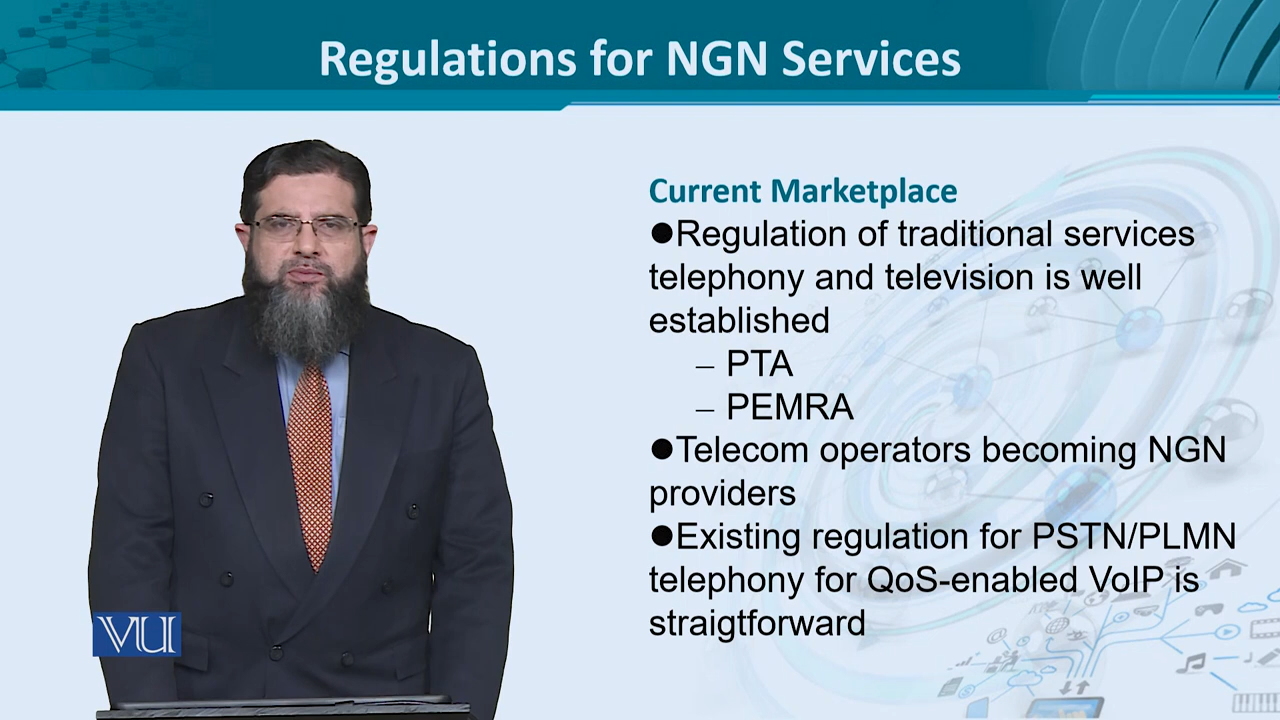 Regulations for NGN Services
Current Marketplace
●Regulation of traditional services
telephony and television is well
established
– PTA
– PEMRA
●Telecom operators becoming NGN
providers
●Existing regulation for PSTN/PLMN
telephony for QoS-enabled VoIP is
straigtforward
VU